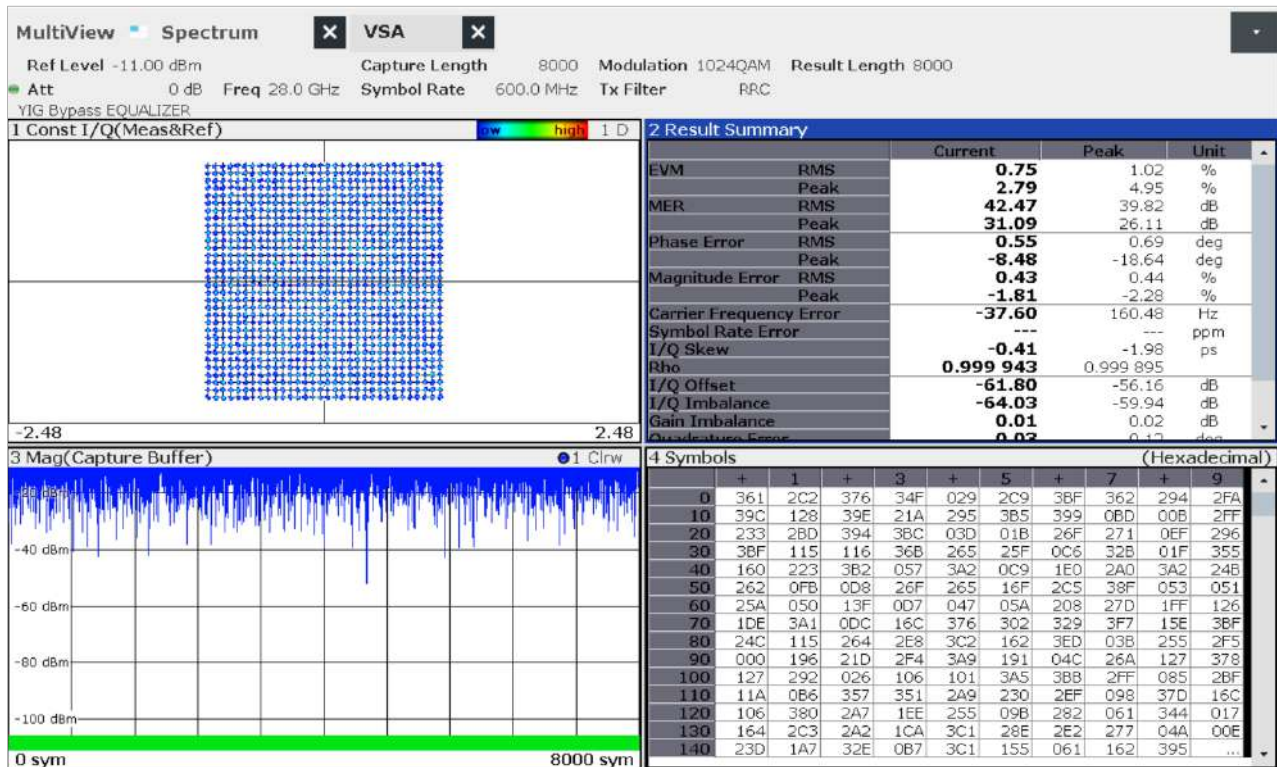 MultiView Spectrum VSA
Ref Level -11.00 dBm Capture Length 8000 Modulation 1024QAM Result Length 8000
Att 0 dB Freq 28.0 GHz Symbol Rate 600.0 MHz Tx Filter RRC
YIG Bypass EQUALIZER
1 Const I/Q(Meas&Ref) low high 1 D
-2.48 2.48
2 Result Summary
Current Peak Unit
EVM RMS 0.75 1.02 %
Peak 2.79 4.95 %
MER RMS 42.47 39.82 dB
Peak 31.09 26.11 dB
Phase Error RMS 0.55 0.69 deg
Peak -8.48 -18.64 deg
Magnitude Error RMS 0.43 0.44 %
Peak -1.81 -2.28 %
Carrier Frequency Error -37.60 160.48 Hz
Symbol Rate Error --- --- ppm
I/Q Skew -0.41 -1.98 ps
Rho 0.999 943 0.999 895
I/Q Offset -61.80 -56.16 dB
I/Q Imbalance -64.03 -59.94 dB
Gain Imbalance 0.01 0.02 dB
Quadrature Error 0.03 0.12 deg
3 Mag(Capture Buffer) 1 Clrw
-20 dBm
-40 dBm
-60 dBm
-80 dBm
-100 dBm
0 sym 8000 sym
4 Symbols (Hexadecimal)
+ 1 + 3 + 5 + 7 + 9
0 361 2C2 376 34F 029 2C9 3BF 362 294 2FA
10 39C 128 39E 21A 295 3B5 399 0BD 00B 2FF
20 233 2BD 394 3BC 03D 01B 26F 271 0EF 296
30 3BF 115 116 36B 265 25F 0C6 32B 01F 355
40 160 223 3B2 057 3A2 0C9 1E0 2A0 3A2 24B
50 262 0FB 0D8 26F 265 16F 2C5 38F 053 051
60 25A 050 13F 0D7 047 05A 208 27D 1FF 126
70 1DE 3A1 0DC 16C 376 302 329 3F7 15E 3BF
80 24C 115 264 2E8 3C2 162 3ED 03B 255 2F5
90 000 196 21D 2F4 3A9 191 04C 26A 127 378
100 127 292 026 106 101 3A5 3BB 2FF 085 2BF
110 11A 0B6 357 351 2A9 230 2EF 098 37D 16C
120 106 380 2A7 1EE 255 09B 282 061 344 017
130 164 2C3 2A2 1CA 3C1 28E 2E2 277 04A 00E
140 23D 1A7 32E 0B7 3C1 155 061 162 395 ...